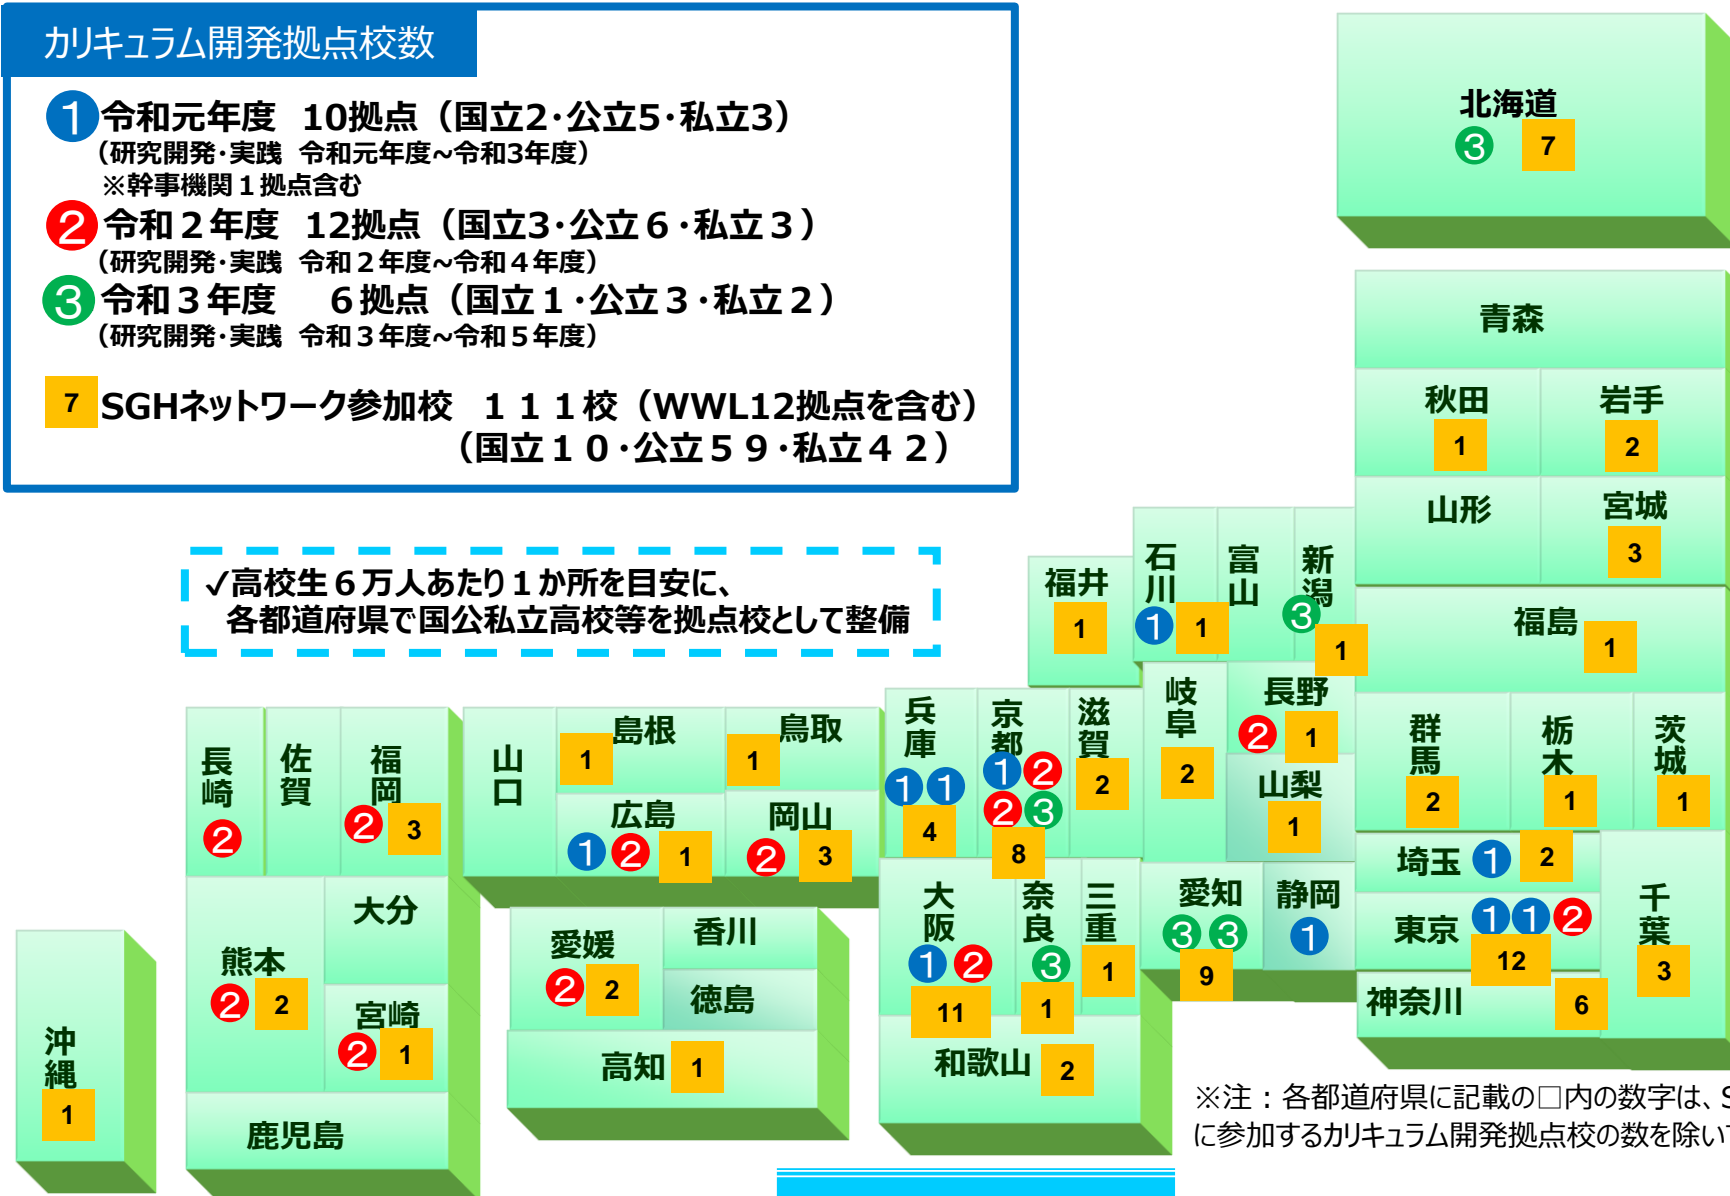 カリキュラム開発拠点校数
①令和元年度 10拠点（国立2・公立5・私立3）
（研究開発・実践 令和元年度~令和3年度）
※幹事機関１拠点含む
②令和２年度 12拠点（国立3・公立６・私立３）
（研究開発・実践 令和２年度~令和４年度）
③令和３年度 ６拠点（国立１・公立３・私立２）
（研究開発・実践 令和３年度~令和５年度）
7 SGHネットワーク参加校 １１１校（WWL12拠点を含む）
（国立１０・公立５９・私立４２）
✓高校生６万人あたり１か所を目安に、
各都道府県で国公私立高校等を拠点校として整備
北海道
③ 7
青森
秋田
1
岩手
2
山形
宮城
3
福島
1
福井
1
石川
① 1
富山
新潟
③ 1
岐阜
2
長野
② 1
山梨
1
群馬
2
栃木
1
茨城
1
埼玉 ① 2
東京 ①①②
12
神奈川 6
千葉
3
愛知
③③
9
静岡
①
兵庫
①①
4
京都
①②
②③
8
滋賀
2
大阪
①②
11
奈良
③
1
三重
1
和歌山 2
島根
1
鳥取
1
山口
広島
①② 1
岡山
② 3
愛媛
② 2
香川
徳島
高知 1
長崎
②
佐賀
福岡
② 3
熊本
② 2
大分
宮崎
② 1
鹿児島
沖縄
1
※注：各都道府県に記載の□内の数字は、
に参加するカリキュラム開発拠点校の数を除い